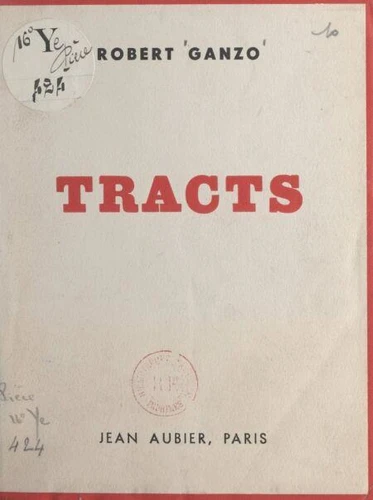 16° Ye
Pièce
424
ROBERT GANZO
TRACTS
JEAN AUBIER, PARIS
Pièce
16° Ye
424